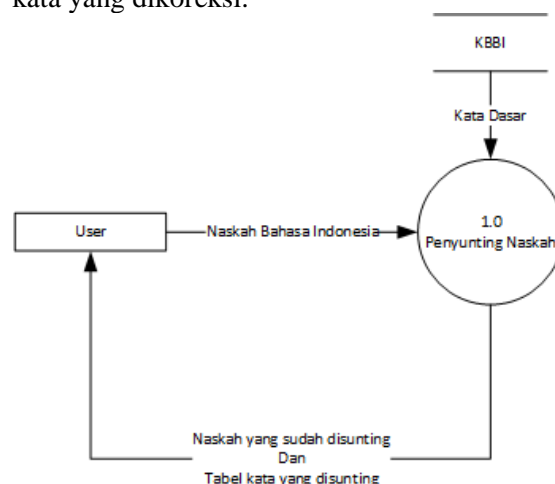 kata yang dikoreksi.
KBBI
Kata Dasar
1.0
Penyunting Naskah
User
Naskah Bahasa Indonesia
Naskah yang sudah disunting
Dan
Tabel kata yang disunting